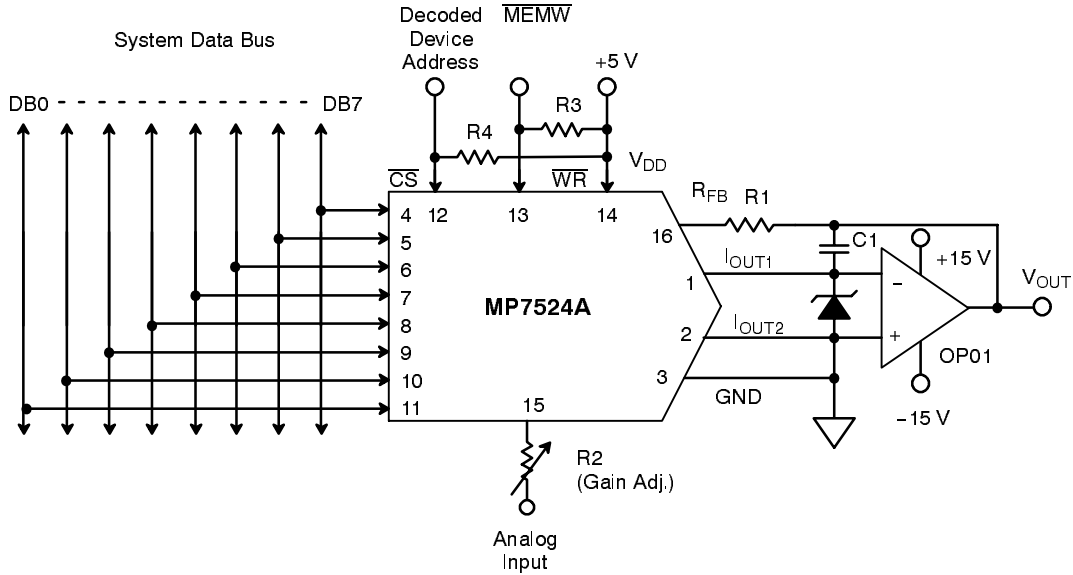 Decoded
Device
Address
MEMW
System Data Bus
+5 V
DB0
DB7
R3
R4
VDD
CS
WR
4
12
13
14
RFB
R1
16
5
C1
+15 V
6
IOUT1
1
VOUT
7
MP7524A
–
8
IOUT2
2
+
9
OP01
10
3
GND
11
15
–15 V
R2
(Gain Adj.)
Analog
Input